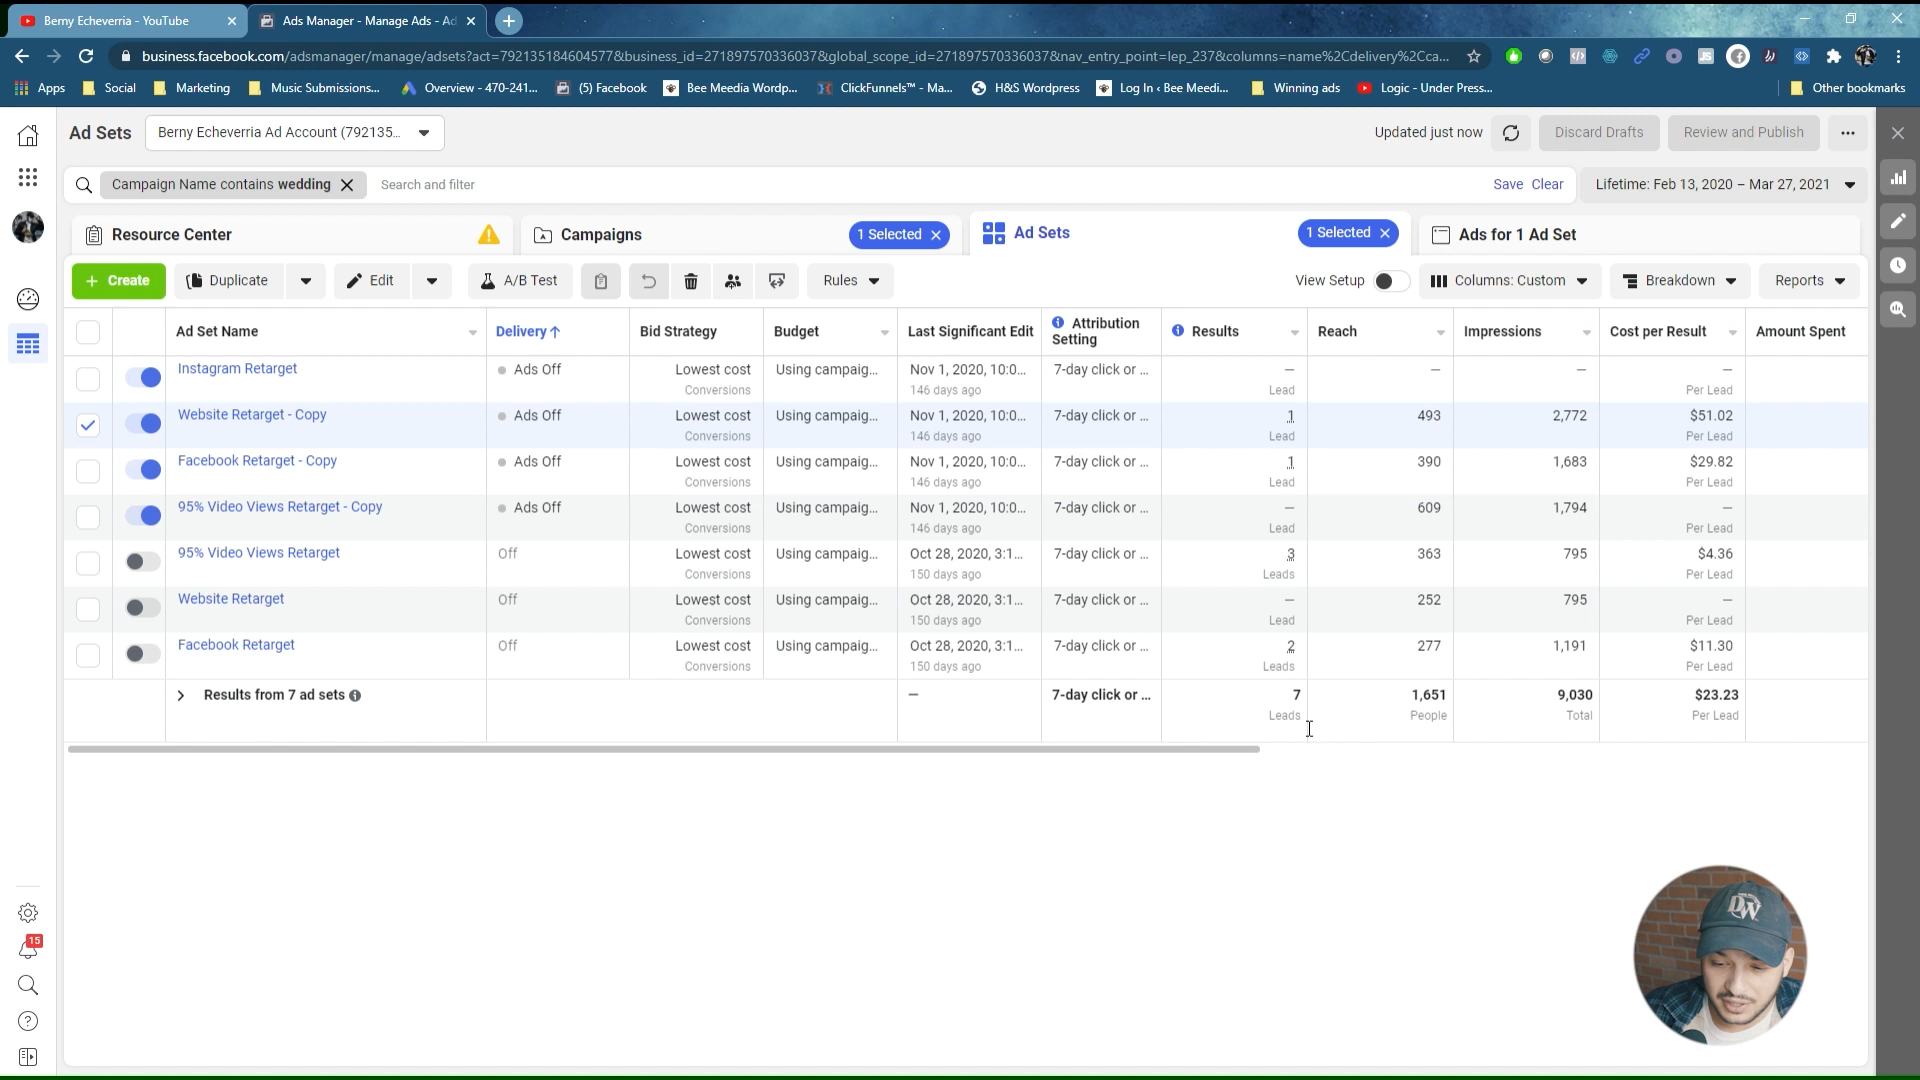 Berny Echeverria - YouTube
Ads Manager - Manage Ads - Ad
business.facebook.com/adsmanager/manage/adsets?act=792135184604577&business_id=271897570336037&global_scope_id=271897570336037&nav_entry_point=lep_237&columns=name%2Cdelivery%2Cca...
Apps Social Marketing Music Submissions... Overview - 470-241... (5) Facebook Bee Meedia Wordp... ClickFunnels™ - Ma... H&S Wordpress Log In ‹ Bee Meedi... Winning ads Logic - Under Press... Other bookmarks
Ad Sets Berny Echeverria Ad Account (792135... Updated just now Discard Drafts Review and Publish
Campaign Name contains wedding Search and filter Save Clear Lifetime: Feb 13, 2020 – Mar 27, 2021
Resource Center Campaigns 1 Selected Ad Sets 1 Selected Ads for 1 Ad Set
+ Create Duplicate Edit A/B Test Rules View Setup Columns: Custom Breakdown Reports
Ad Set Name Delivery ↑ Bid Strategy Budget Last Significant Edit Attribution Setting Results Reach Impressions Cost per Result Amount Spent
Instagram Retarget Ads Off Lowest cost Using campaig... Nov 1, 2020, 10:0... 7-day click or ... — — — —
Conversions 146 days ago Lead Per Lead
Website Retarget - Copy Ads Off Lowest cost Using campaig... Nov 1, 2020, 10:0... 7-day click or ... 1 493 2,772 $51.02
Conversions 146 days ago Lead Per Lead
Facebook Retarget - Copy Ads Off Lowest cost Using campaig... Nov 1, 2020, 10:0... 7-day click or ... 1 390 1,683 $29.82
Conversions 146 days ago Lead Per Lead
95% Video Views Retarget - Copy Ads Off Lowest cost Using campaig... Nov 1, 2020, 10:0... 7-day click or ... — 609 1,794 —
Conversions 146 days ago Lead Per Lead
95% Video Views Retarget Off Lowest cost Using campaig... Oct 28, 2020, 3:1... 7-day click or ... 3 363 795 $4.36
Conversions 150 days ago Leads Per Lead
Website Retarget Off Lowest cost Using campaig... Oct 28, 2020, 3:1... 7-day click or ... — 252 795 —
Conversions 150 days ago Lead Per Lead
Facebook Retarget Off Lowest cost Using campaig... Oct 28, 2020, 3:1... 7-day click or ... 2 277 1,191 $11.30
Conversions 150 days ago Leads Per Lead
Results from 7 ad sets — 7-day click or ... 7 1,651 9,030 $23.23
Leads People Total Per Lead
15
DW